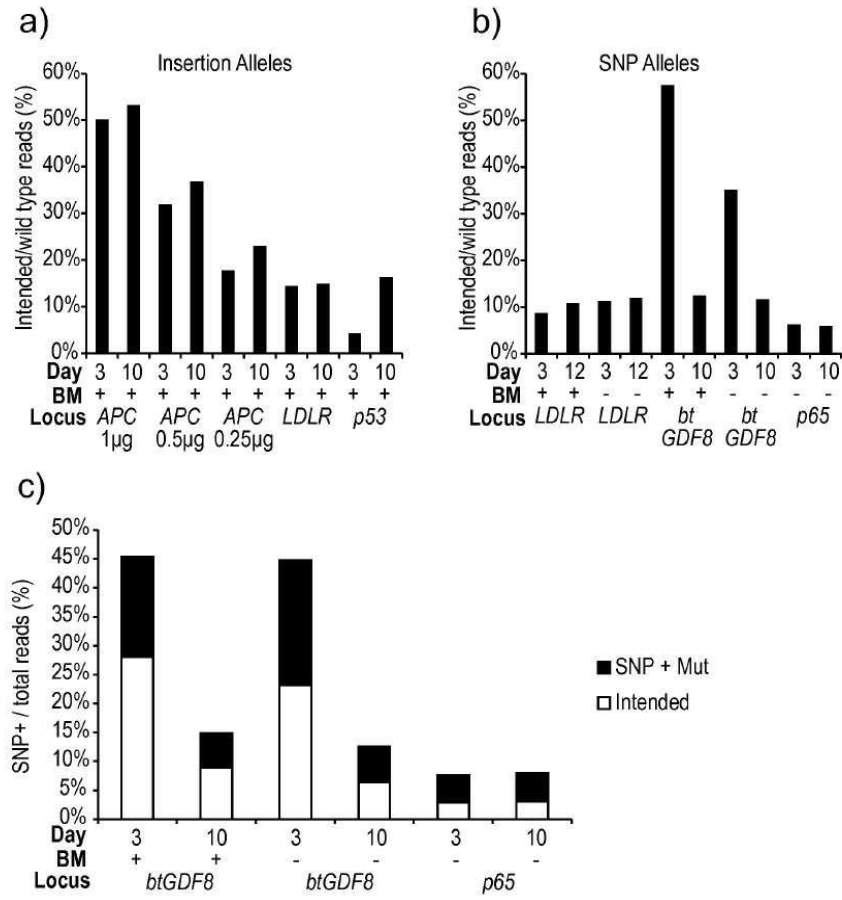 a)
Insertion Alleles
Intended/wild type reads (%)
60%
50%
40%
30%
20%
10%
0%
Day 3 10 3 10 3 10 3 10 3 10
BM + + + + + + + + + +
Locus APC APC APC LDLR p53
1µg 0.5µg 0.25µg
b)
SNP Alleles
Intended/wild type reads (%)
60%
50%
40%
30%
20%
10%
0%
Day 3 12 3 12 3 10 3 10 3 10
BM + + - - + + - - - -
Locus LDLR LDLR bt bt p65
GDF8 GDF8
c)
SNP+ / total reads (%)
50%
45%
40%
35%
30%
25%
20%
15%
10%
5%
0%
Day 3 10 3 10 3 10
BM + + - - - -
Locus btGDF8 btGDF8 p65
SNP + Mut
Intended